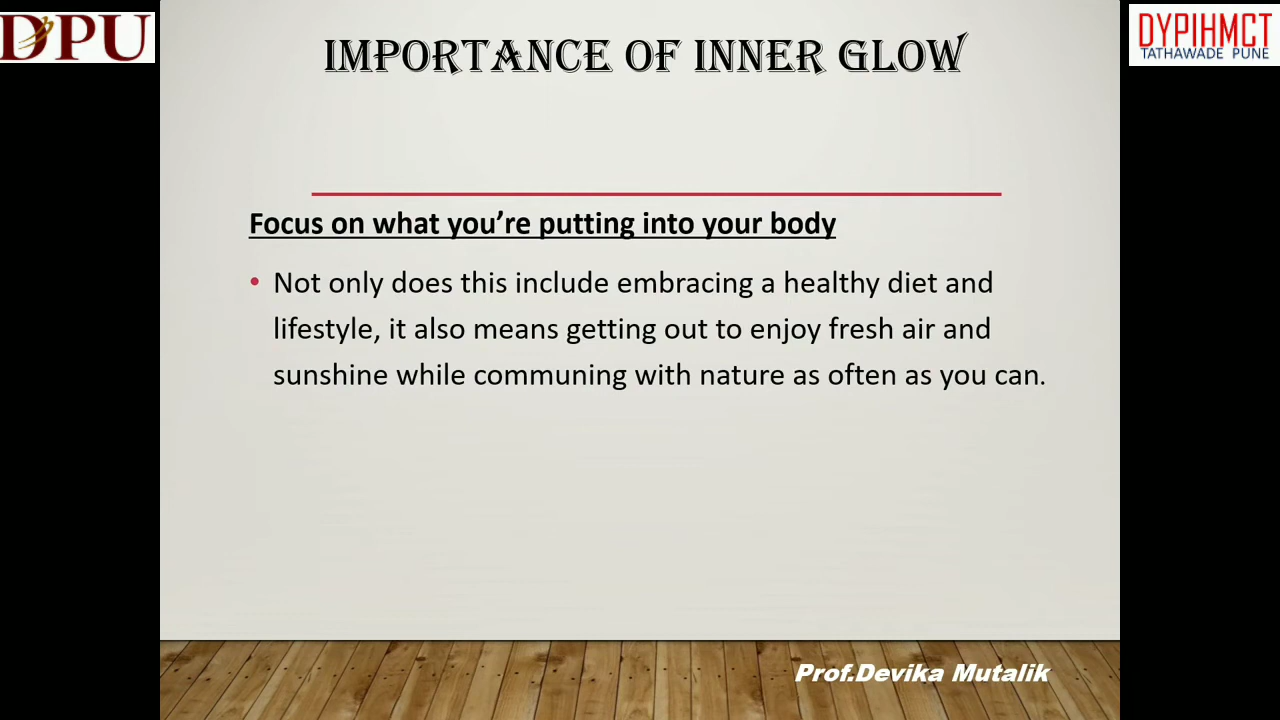 DPU
DYPIHMCT
TATHAWADE PUNE
IMPORTANCE OF INNER GLOW
Focus on what you’re putting into your body
• Not only does this include embracing a healthy diet and
lifestyle, it also means getting out to enjoy fresh air and
sunshine while communing with nature as often as you can.
Prof.Devika Mutalik